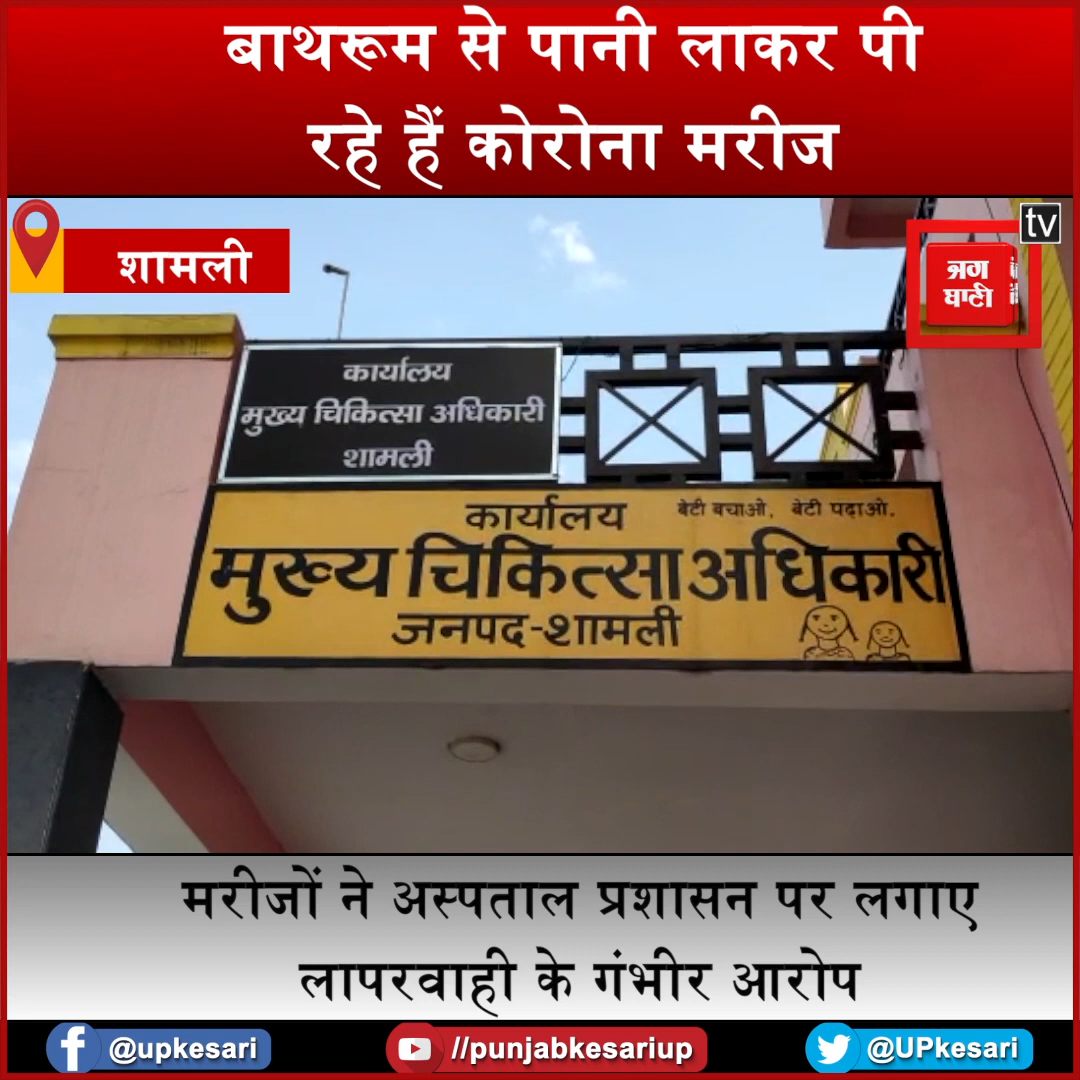 बाथरूम से पानी लाकर पी
रहे हैं कोरोना मरीज
tv
शामली
कार्यालय
मुख्य चिकित्सा अधिकारी
शामली
कार्यालय
बेटी बचाओ, बेटी पढ़ाओ.
मुख्य चिकित्सा अधिकारी
जनपद-शामली
मरीजों ने अस्पताल प्रशासन पर लगाए
लापरवाही के गंभीर आरोप
@upkesari
//punjabkesariup
@UPkesari